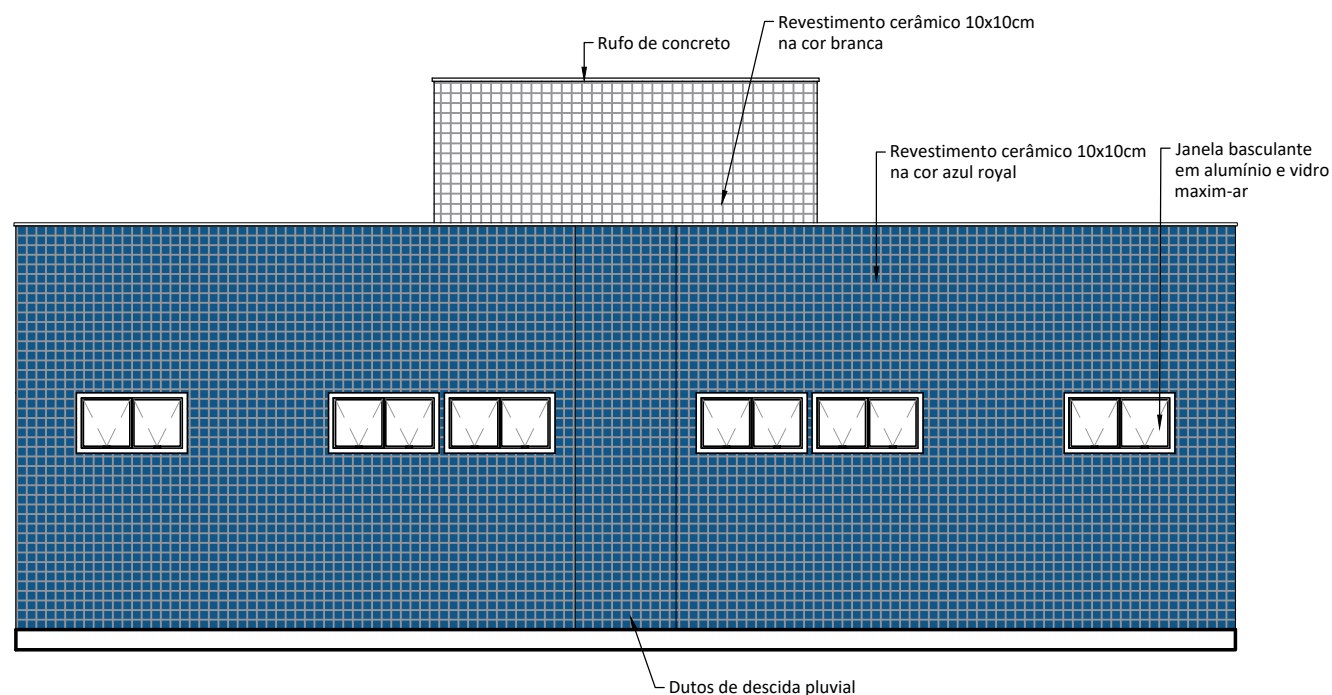 Revestimento cerâmico 10x10cm
na cor branca
Rufo de concreto
Revestimento cerâmico 10x10cm
na cor azul royal
Janela basculante
em alumínio e vidro
maxim-ar
Dutos de descida pluvial